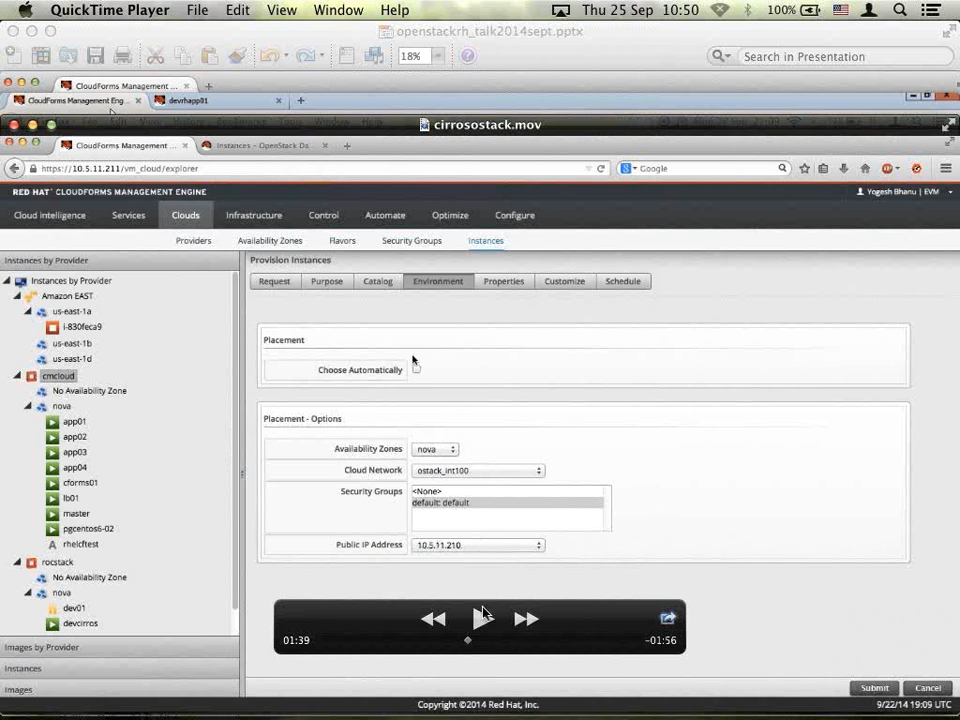 QuickTime Player File Edit View Window Help 100% Thu 25 Sep 10:50
openstackrh_talk2014sept.pptx
18% Search in Presentation
CloudForms Management ...
CloudForms Management Eng... devrhapp01
cirrosostack.mov
CloudForms Management ... Instances - OpenStack Da...
https://10.5.11.211/vm_cloud/explorer Google
RED HAT CLOUDFORMS MANAGEMENT ENGINE Yogesh Bhanu | EVM
Cloud Intelligence Services Clouds Infrastructure Control Automate Optimize Configure
Providers Availability Zones Flavors Security Groups Instances
Instances by Provider Provision Instances
Instances by Provider Request Purpose Catalog Environment Properties Customize Schedule
Amazon EAST
us-east-1a
i-830feca9
us-east-1b Placement
us-east-1d
cmcloud Choose Automatically
No Availability Zone
nova
app01 Placement - Options
app02
app03 Availability Zones nova
app04 Cloud Network ostack_int100
cforms01 Security Groups <None>
lb01 default: default
master
pgcentos6-02
rhelcftest Public IP Address 10.5.11.210
rocstack
No Availability Zone
nova
dev01
devcirros
01:39 -01:56
Images by Provider
Instances
Images Submit Cancel
Copyright ©2014 Red Hat, Inc. 9/22/14 19:09 UTC